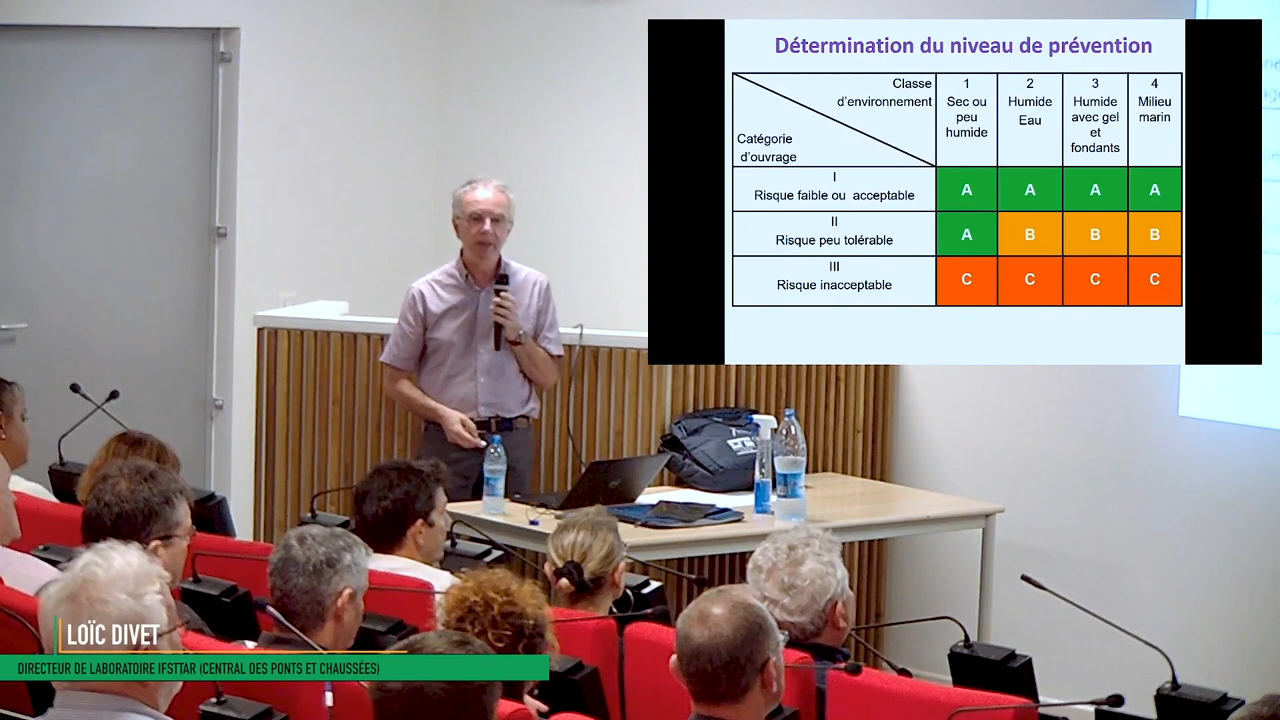 Détermination du niveau de prévention
Classe
d'environnement
Catégorie
d'ouvrage
1
Sec ou
peu
humide
2
Humide
Eau
3
Humide
avec gel
et
fondants
4
Milieu
marin
I
Risque faible ou acceptable
A A A A
II
Risque peu tolérable
A B B B
III
Risque inacceptable
C C C C
LOÏC DIVET
DIRECTEUR DE LABORATOIRE IFSTTAR (CENTRAL DES PONTS ET CHAUSSÉES)